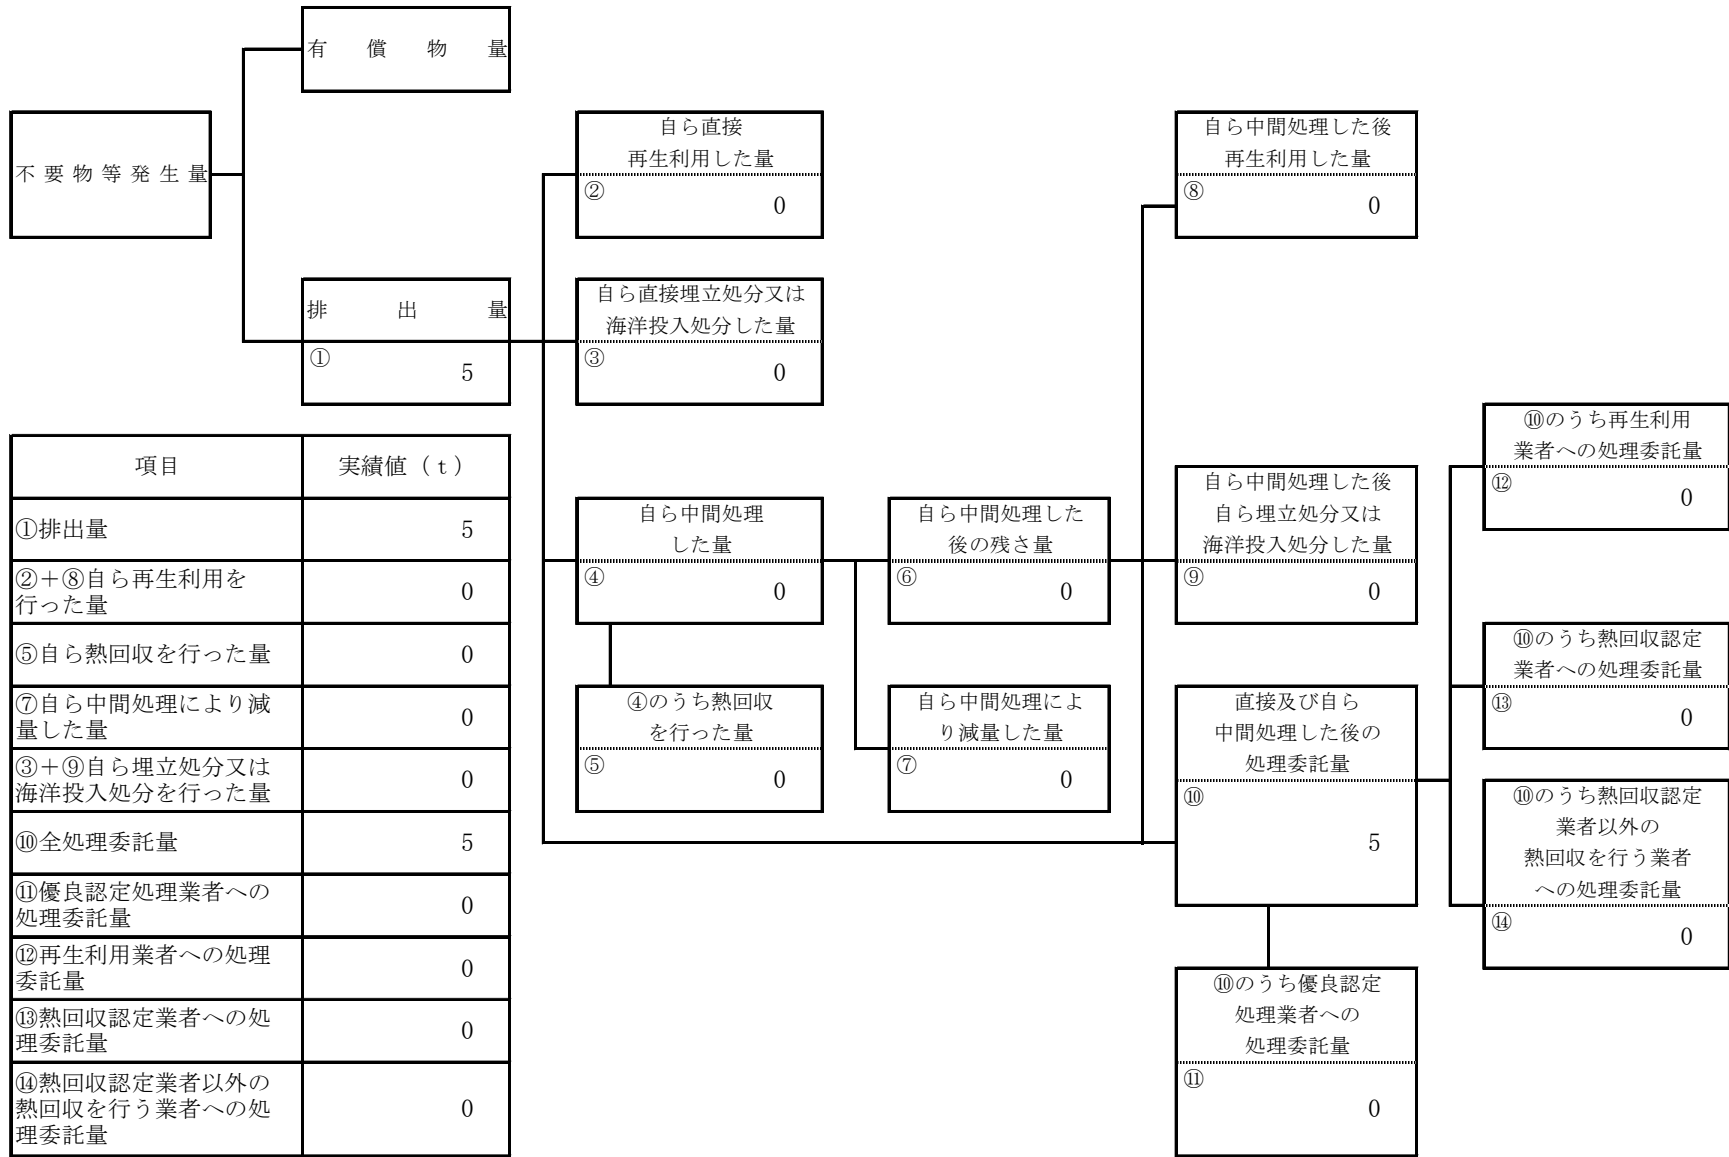 有償物量
不要物等発生量
排出量
①
5
自ら直接
再生利用した量
②
0
自ら直接埋立処分又は
海洋投入処分した量
③
0
自ら中間処理
した量
④
0
④のうち熱回収
を行った量
⑤
0
自ら中間処理した
後の残さ量
⑥
0
自ら中間処理によ
り減量した量
⑦
0
自ら中間処理した後
再生利用した量
⑧
0
自ら中間処理した後
自ら埋立処分又は
海洋投入処分した量
⑨
0
直接及び自ら
中間処理した後の
処理委託量
⑩
5
⑩のうち優良認定
処理業者への
処理委託量
⑪
0
⑩のうち再生利用
業者への処理委託量
⑫
0
⑩のうち熱回収認定
業者への処理委託量
⑬
0
⑩のうち熱回収認定
業者以外の
熱回収を行う業者
への処理委託量
⑭
0
項目 実績値（ｔ）
①排出量 5
②＋⑧自ら再生利用を
行った量 0
⑤自ら熱回収を行った量 0
⑦自ら中間処理により減
量した量 0
③＋⑨自ら埋立処分又は
海洋投入処分を行った量 0
⑩全処理委託量 5
⑪優良認定処理業者への
処理委託量 0
⑫再生利用業者への処理
委託量 0
⑬熱回収認定業者への処
理委託量 0
⑭熱回収認定業者以外の
熱回収を行う業者への処
理委託量 0